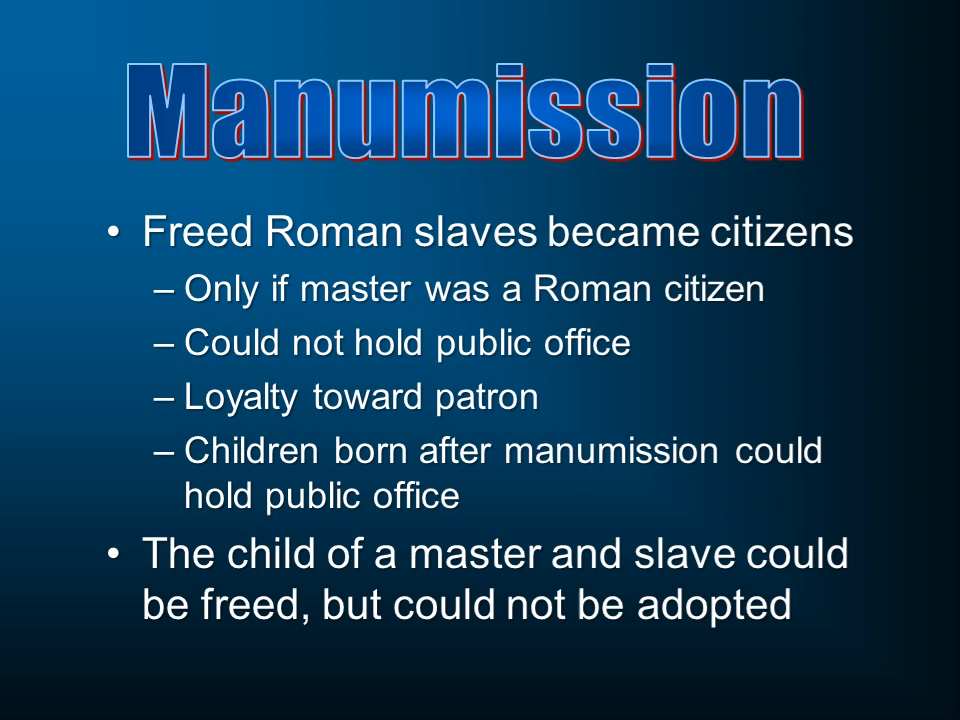 Manumission
• Freed Roman slaves became citizens
– Only if master was a Roman citizen
– Could not hold public office
– Loyalty toward patron
– Children born after manumission could
hold public office
• The child of a master and slave could
be freed, but could not be adopted